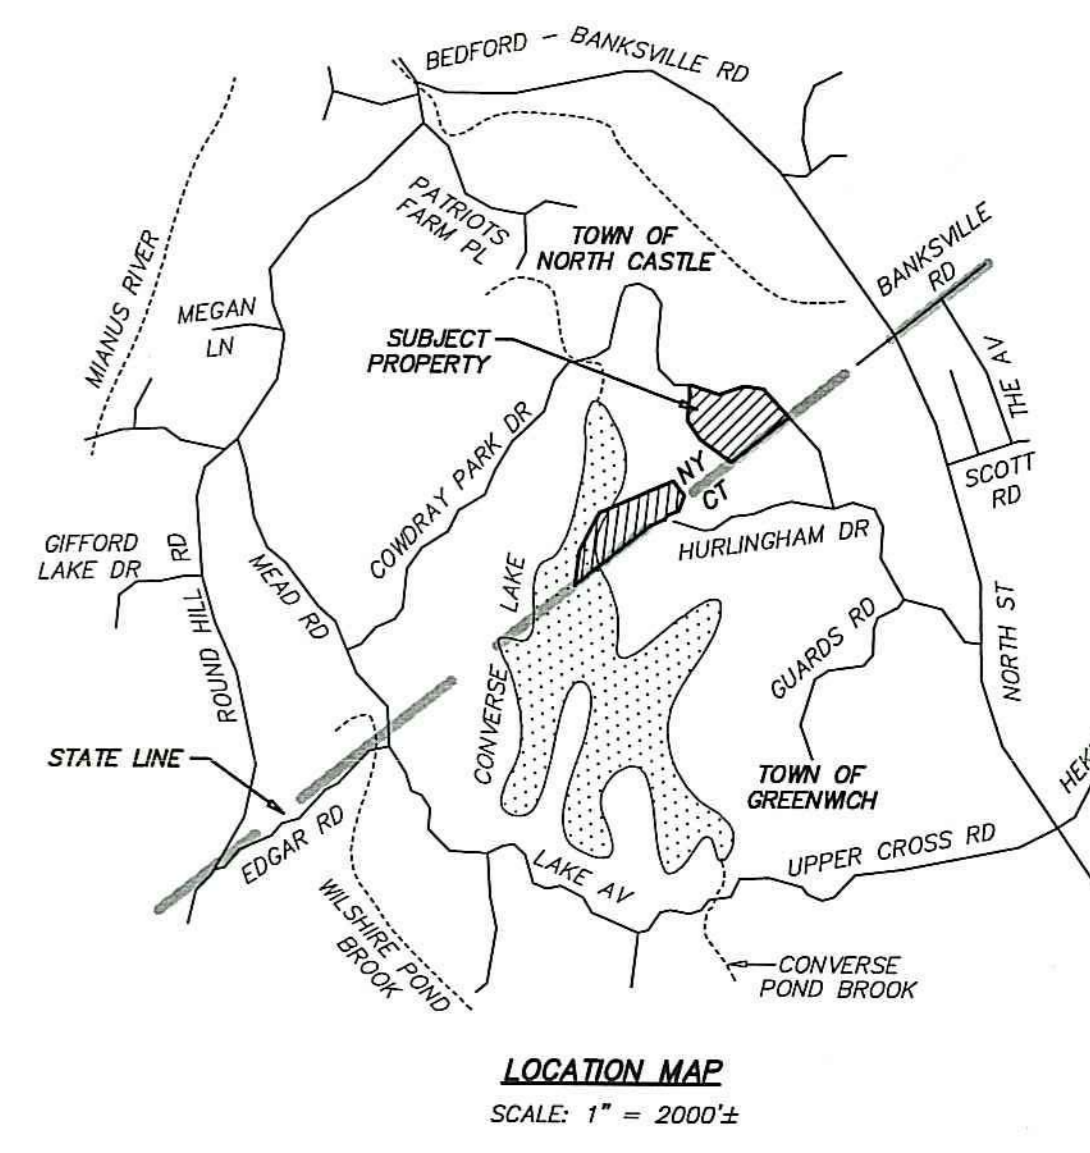 BEDFORD - BANKSVILLE RD
PATRIOTS
FARM PL
TOWN OF
NORTH CASTLE
BANKSVILLE
RD
MIANUS RIVER
MEGAN
LN
SUBJECT
PROPERTY
THE AV
COWDRAY PARK DR
SCOTT
RD
NY
CT
GIFFORD
LAKE DR
ROUND HILL RD
MEAD RD
HURLINGHAM DR
CONVERSE LAKE
GUARDS RD
NORTH ST
STATE LINE
TOWN OF
GREENWICH
EDGAR RD
LAKE AV
UPPER CROSS RD
WILSHIRE POND
BROOK
CONVERSE
POND BROOK
LOCATION MAP
SCALE: 1" = 2000'±